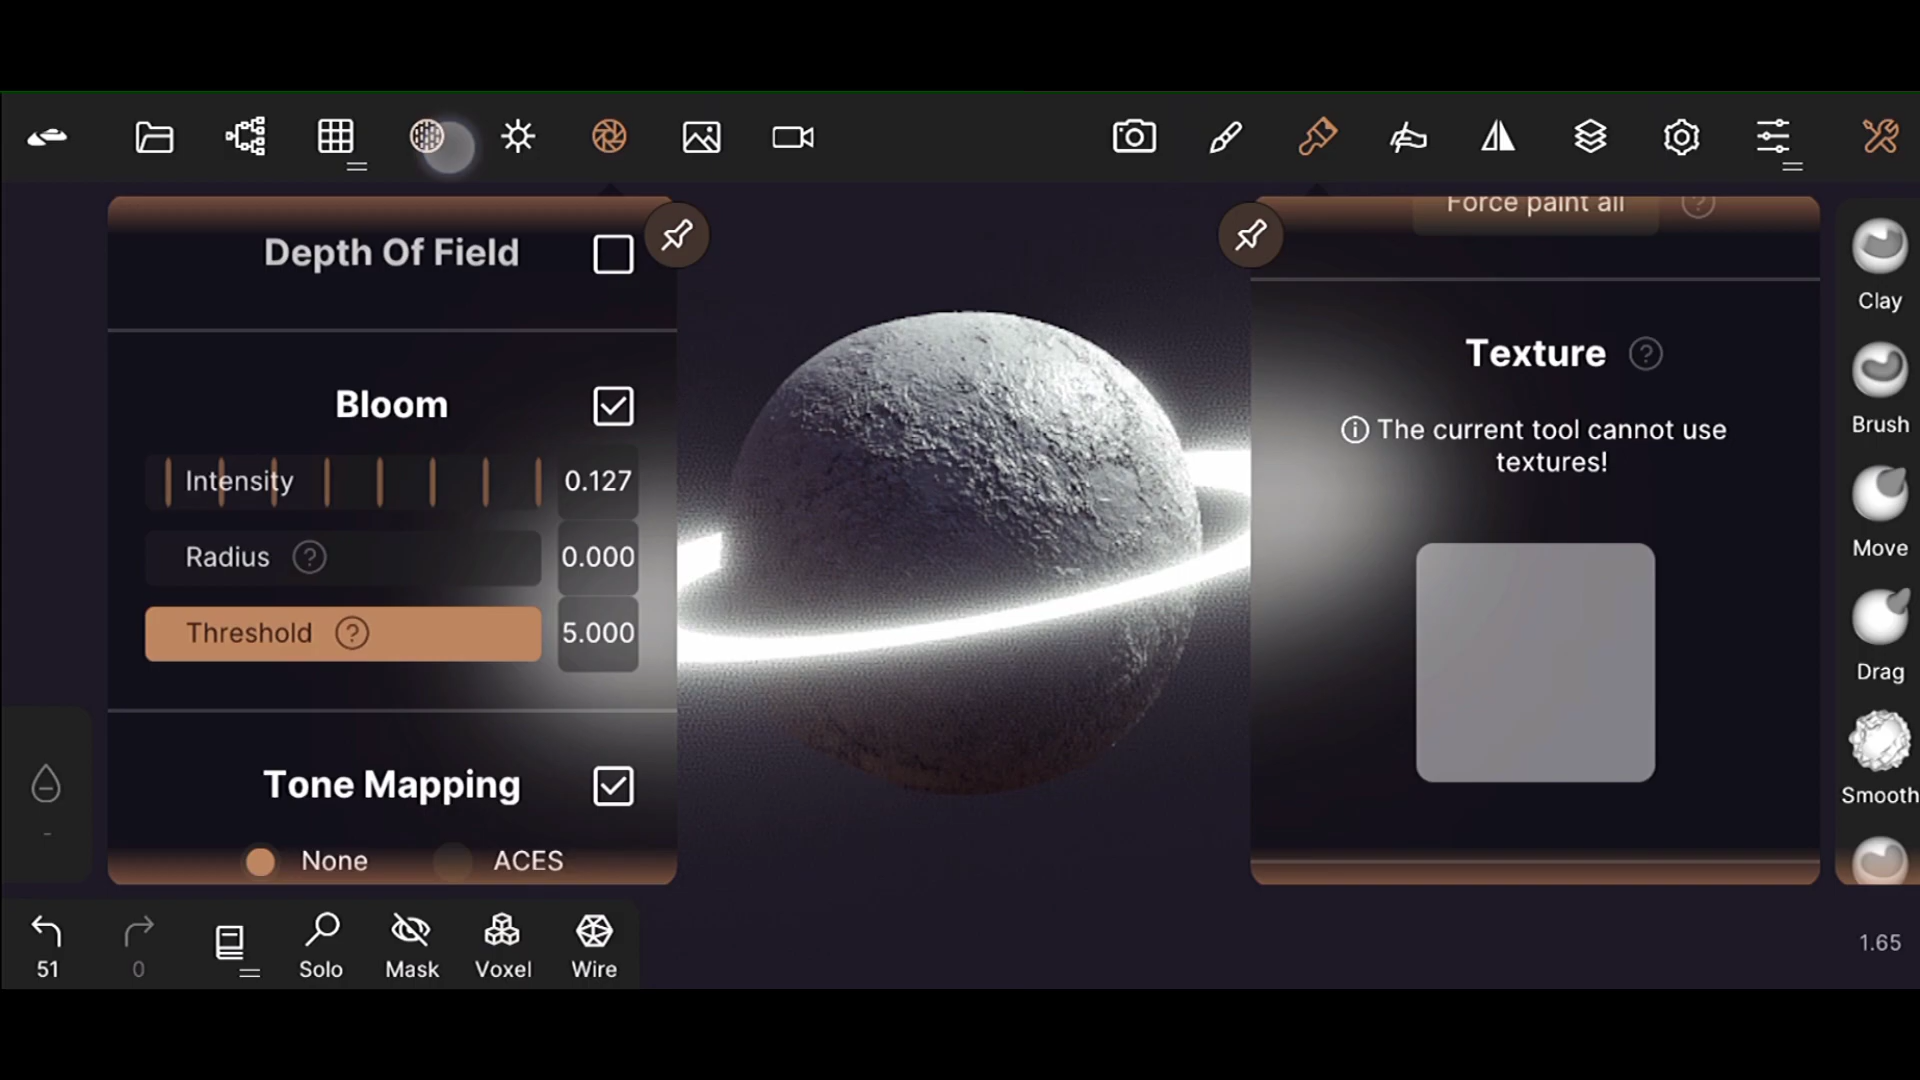 Depth Of Field
Bloom
Intensity 0.127
Radius ? 0.000
Threshold ? 5.000
Tone Mapping
None ACES
Force paint all ?
Texture ?
The current tool cannot use
textures!
Clay
Brush
Move
Drag
Smooth
-
51
0
Solo
Mask
Voxel
Wire
1.65